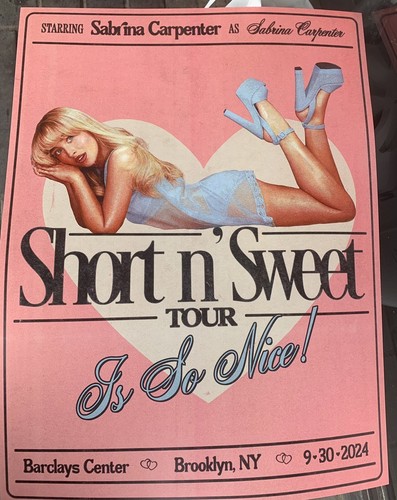 STARRING Sabrina Carpenter AS Sabrina Carpenter
Short n' Sweet
TOUR
Is So Nice!
Barclays Center Brooklyn, NY 9•30•2024